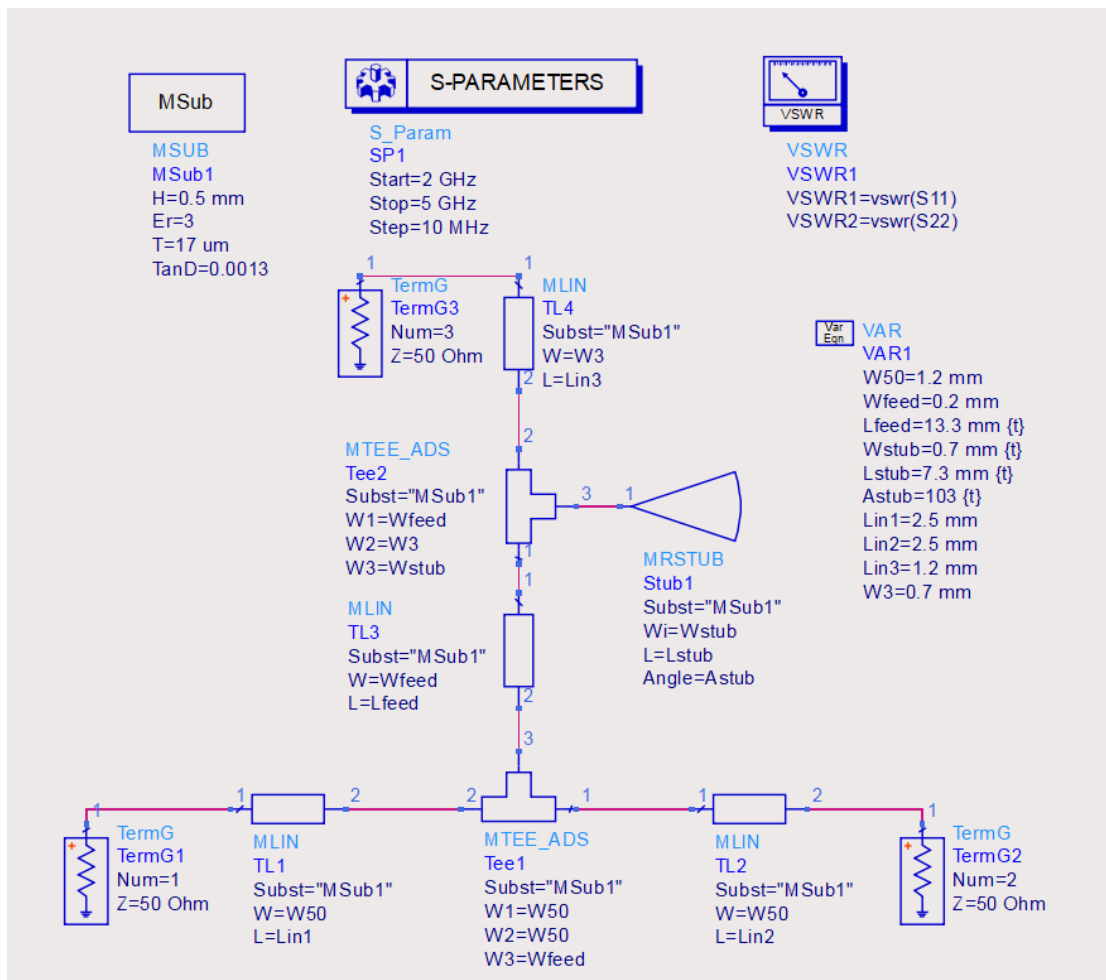 MSub
MSUB
MSub1
H=0.5 mm
Er=3
T=17 um
TanD=0.0013
S-PARAMETERS
S_Param
SP1
Start=2 GHz
Stop=5 GHz
Step=10 MHz
VSWR
VSWR
VSWR1
VSWR1=vswr(S11)
VSWR2=vswr(S22)
1
1
+
TermG
TermG3
Num=3
Z=50 Ohm
MLIN
TL4
Subst="MSub1"
W=W3
L=Lin3
2
Var
Eqn
VAR
VAR1
W50=1.2 mm
Wfeed=0.2 mm
Lfeed=13.3 mm {t}
Wstub=0.7 mm {t}
Lstub=7.3 mm {t}
Astub=103 {t}
Lin1=2.5 mm
Lin2=2.5 mm
Lin3=1.2 mm
W3=0.7 mm
2
MTEE_ADS
Tee2
Subst="MSub1"
W1=Wfeed
W2=W3
W3=Wstub
3
1
1
MRSTUB
Stub1
Subst="MSub1"
Wi=Wstub
L=Lstub
Angle=Astub
1
MLIN
TL3
Subst="MSub1"
W=Wfeed
L=Lfeed
2
3
1
+
TermG
TermG1
Num=1
Z=50 Ohm
1
2
MLIN
TL1
Subst="MSub1"
W=W50
L=Lin1
2
1
MTEE_ADS
Tee1
Subst="MSub1"
W1=W50
W2=W50
W3=Wfeed
1
2
MLIN
TL2
Subst="MSub1"
W=W50
L=Lin2
1
+
TermG
TermG2
Num=2
Z=50 Ohm